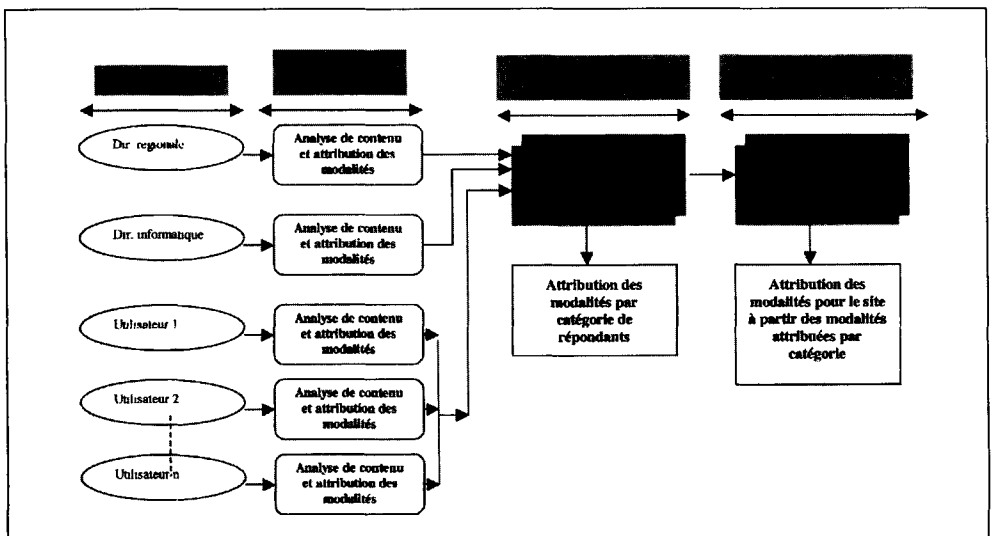 Dir. régionale
Analyse de contenu
et attribution des
modalités
Dir. informatique
Analyse de contenu
et attribution des
modalités
Utilisateur 1
Analyse de contenu
et attribution des
modalités
Utilisateur 2
Analyse de contenu
et attribution des
modalités
Utilisateur n
Analyse de contenu
et attribution des
modalités
Attribution des
modalités par
catégorie de
répondants
Attribution des
modalités pour le site
à partir des modalités
attribuées par
catégorie